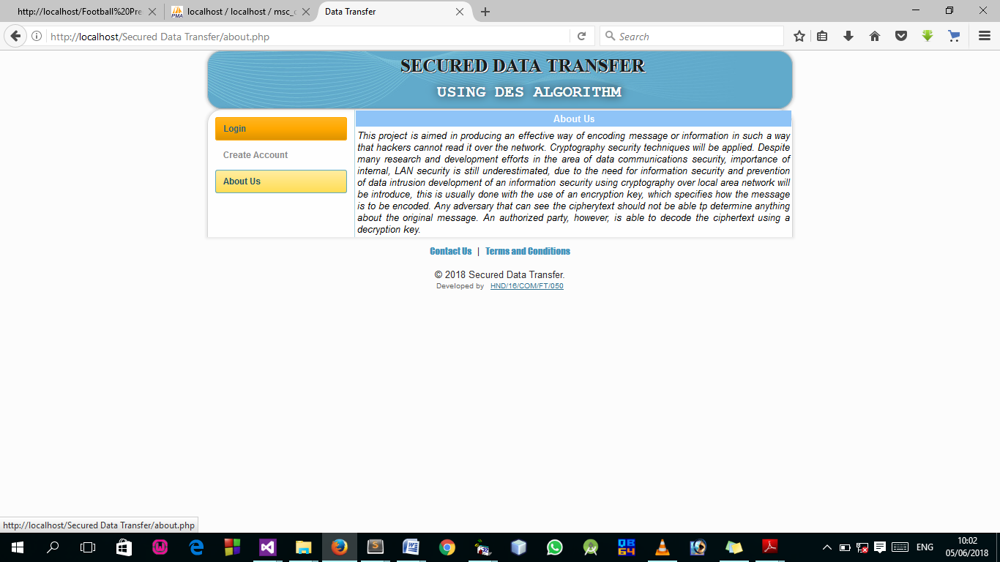 http://localhost/Football%20Pre
PMA
localhost / localhost / msc_
Data Transfer
http://localhost/Secured Data Transfer/about.php
Search
SECURED DATA TRANSFER
USING DES ALGORITHM
Login
Create Account
About Us
About Us
This project is aimed in producing an effective way of encoding message or information in such a way
that hackers cannot read it over the network. Cryptography security techniques will be applied. Despite
many research and development efforts in the area of data communications security, importance of
internal, LAN security is still underestimated, due to the need for information security and prevention
of data intrusion development of an information security using cryptography over local area network will
be introduce, this is usually done with the use of an encryption key, which specifies how the message
is to be encoded. Any adversary that can see the cipherytext should not be able tp determine anything
about the original message. An authorized party, however, is able to decode the ciphertext using a
decryption key.
Contact Us | Terms and Conditions
© 2018 Secured Data Transfer.
Developed by HND/16/COM/FT/050
http://localhost/Secured Data Transfer/about.php
QB
64
ENG
10:02
05/06/2018